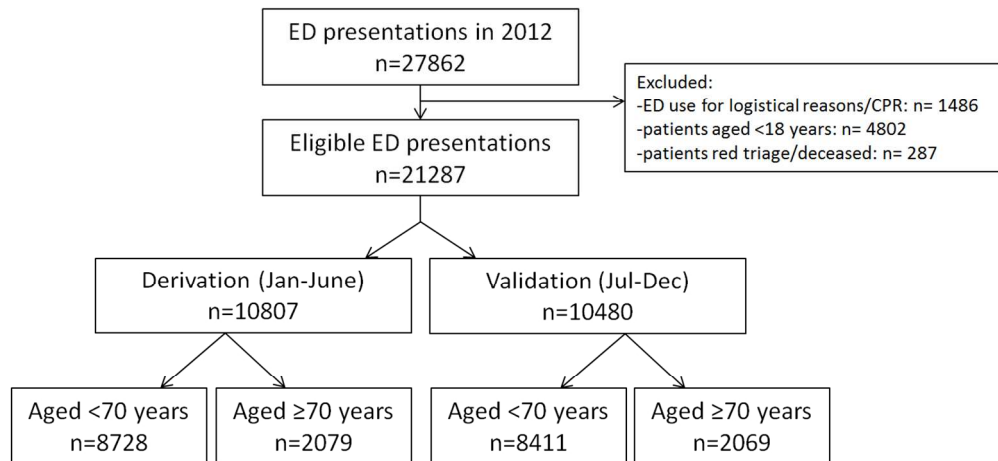 ED presentations in 2012
n=27862
Excluded:
-ED use for logistical reasons/CPR: n= 1486
-patients aged <18 years: n= 4802
-patients red triage/deceased: n= 287
Eligible ED presentations
n=21287
Derivation (Jan-June)
n=10807
Validation (Jul-Dec)
n=10480
Aged <70 years
n=8728
Aged ≥70 years
n=2079
Aged <70 years
n=8411
Aged ≥70 years
n=2069